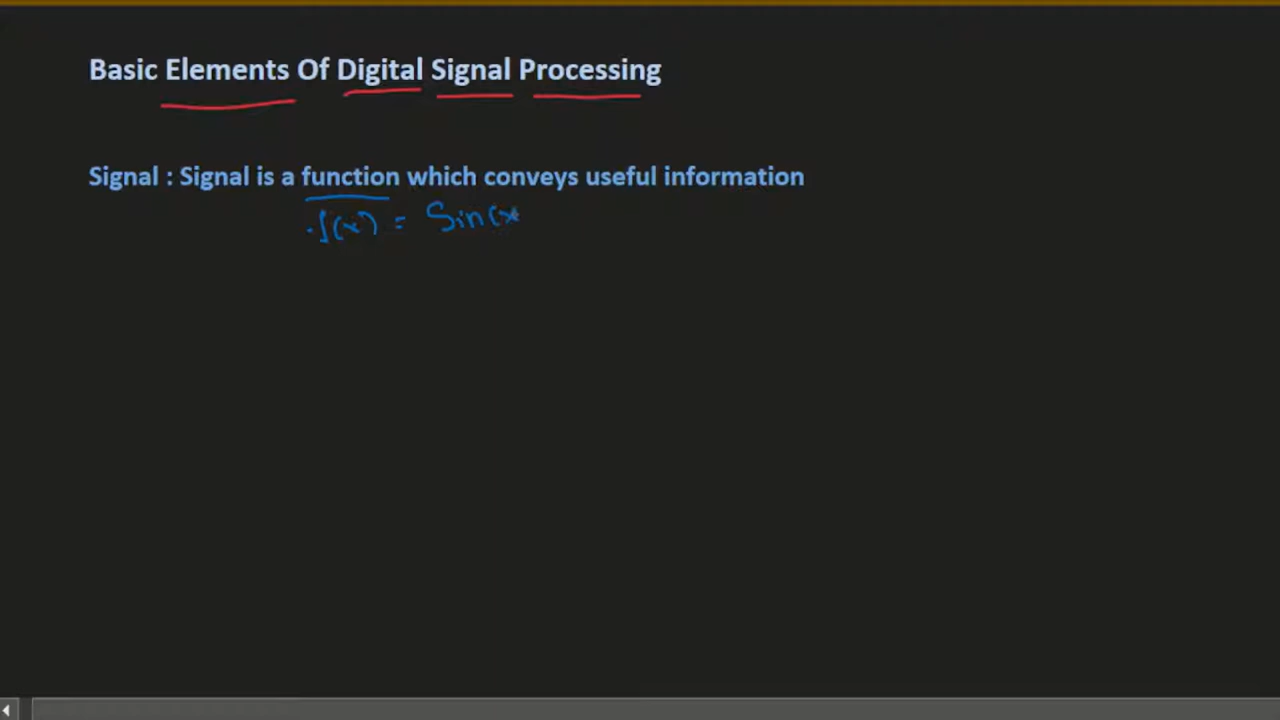 Basic Elements Of Digital Signal Processing
Signal : Signal is a function which conveys useful information
f(x) = Sin(x